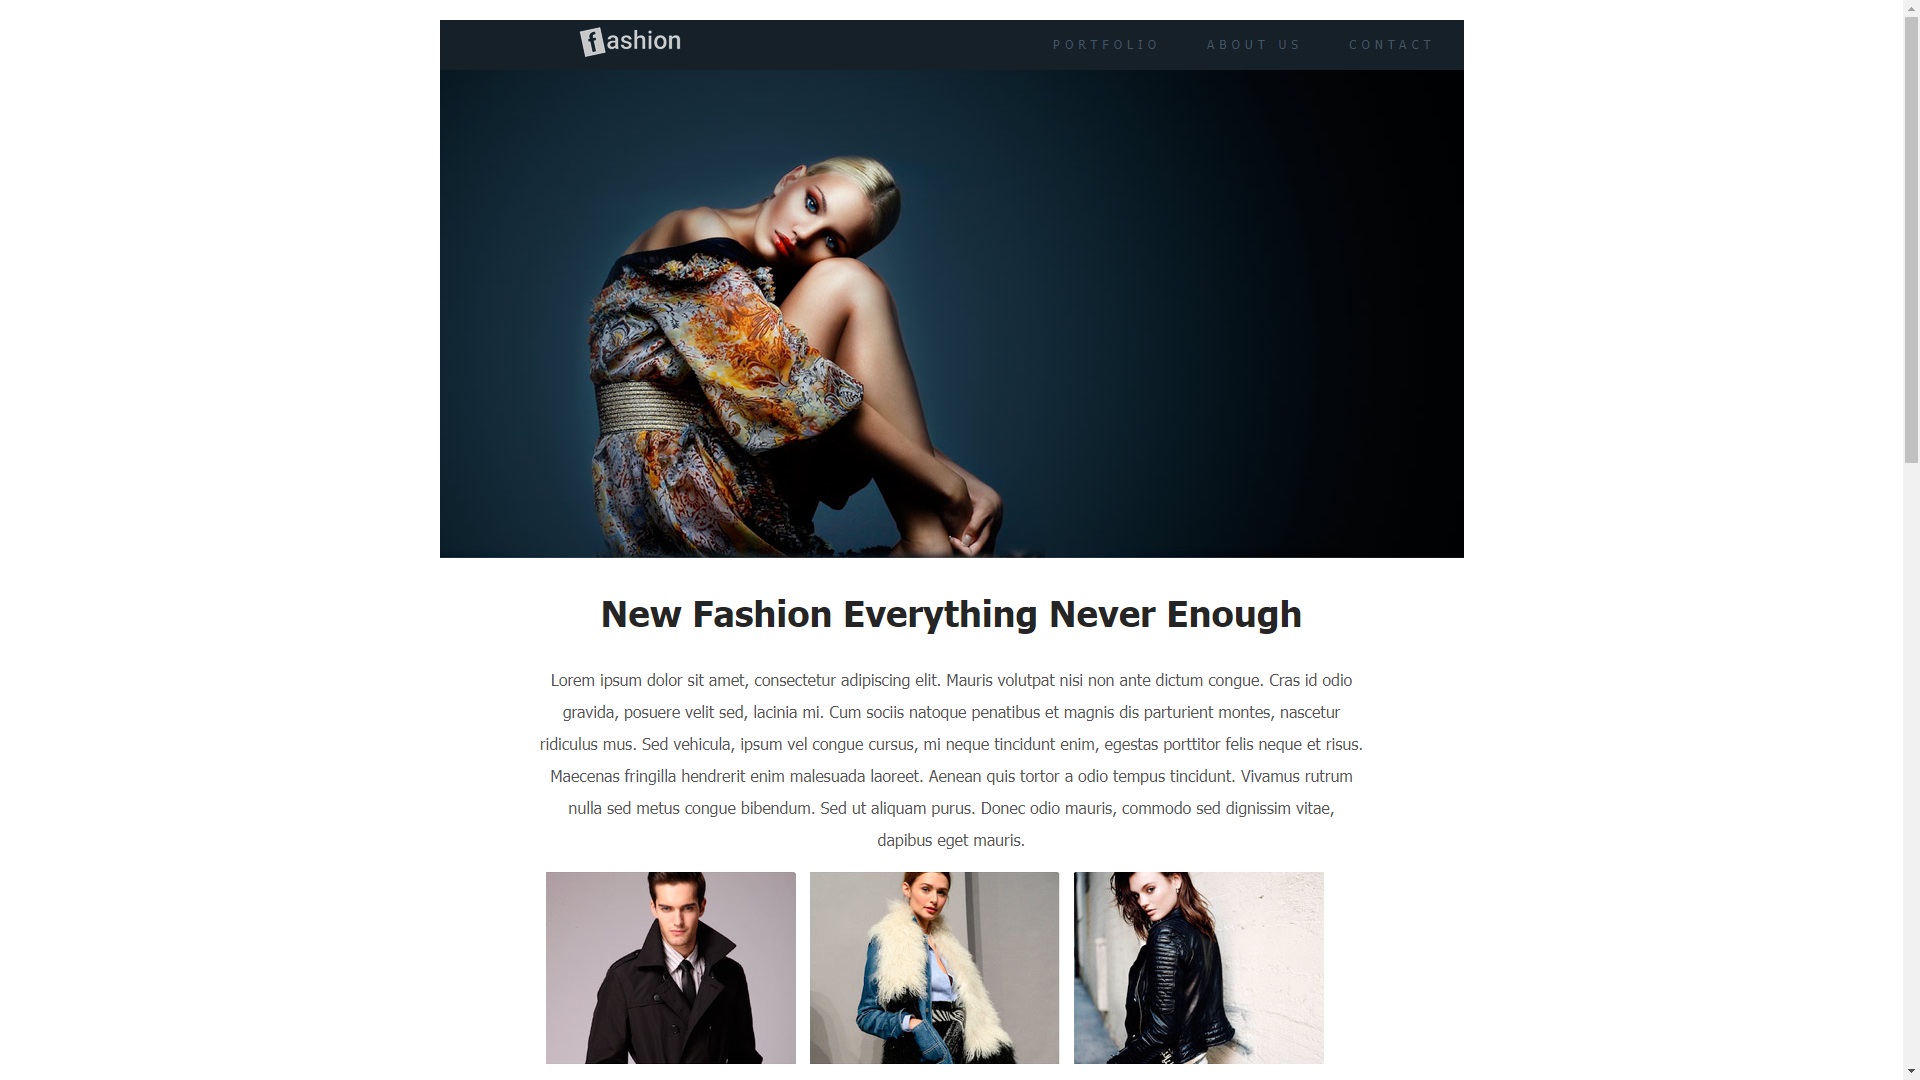 fashion
PORTFOLIO ABOUT US CONTACT
New Fashion Everything Never Enough
Lorem ipsum dolor sit amet, consectetur adipiscing elit. Mauris volutpat nisi non ante dictum congue. Cras id odio
gravida, posuere velit sed, lacinia mi. Cum sociis natoque penatibus et magnis dis parturient montes, nascetur
ridiculus mus. Sed vehicula, ipsum vel congue cursus, mi neque tincidunt enim, egestas porttitor felis neque et risus.
Maecenas fringilla hendrerit enim malesuada laoreet. Aenean quis tortor a odio tempus tincidunt. Vivamus rutrum
nulla sed metus congue bibendum. Sed ut aliquam purus. Donec odio mauris, commodo sed dignissim vitae,
dapibus eget mauris.